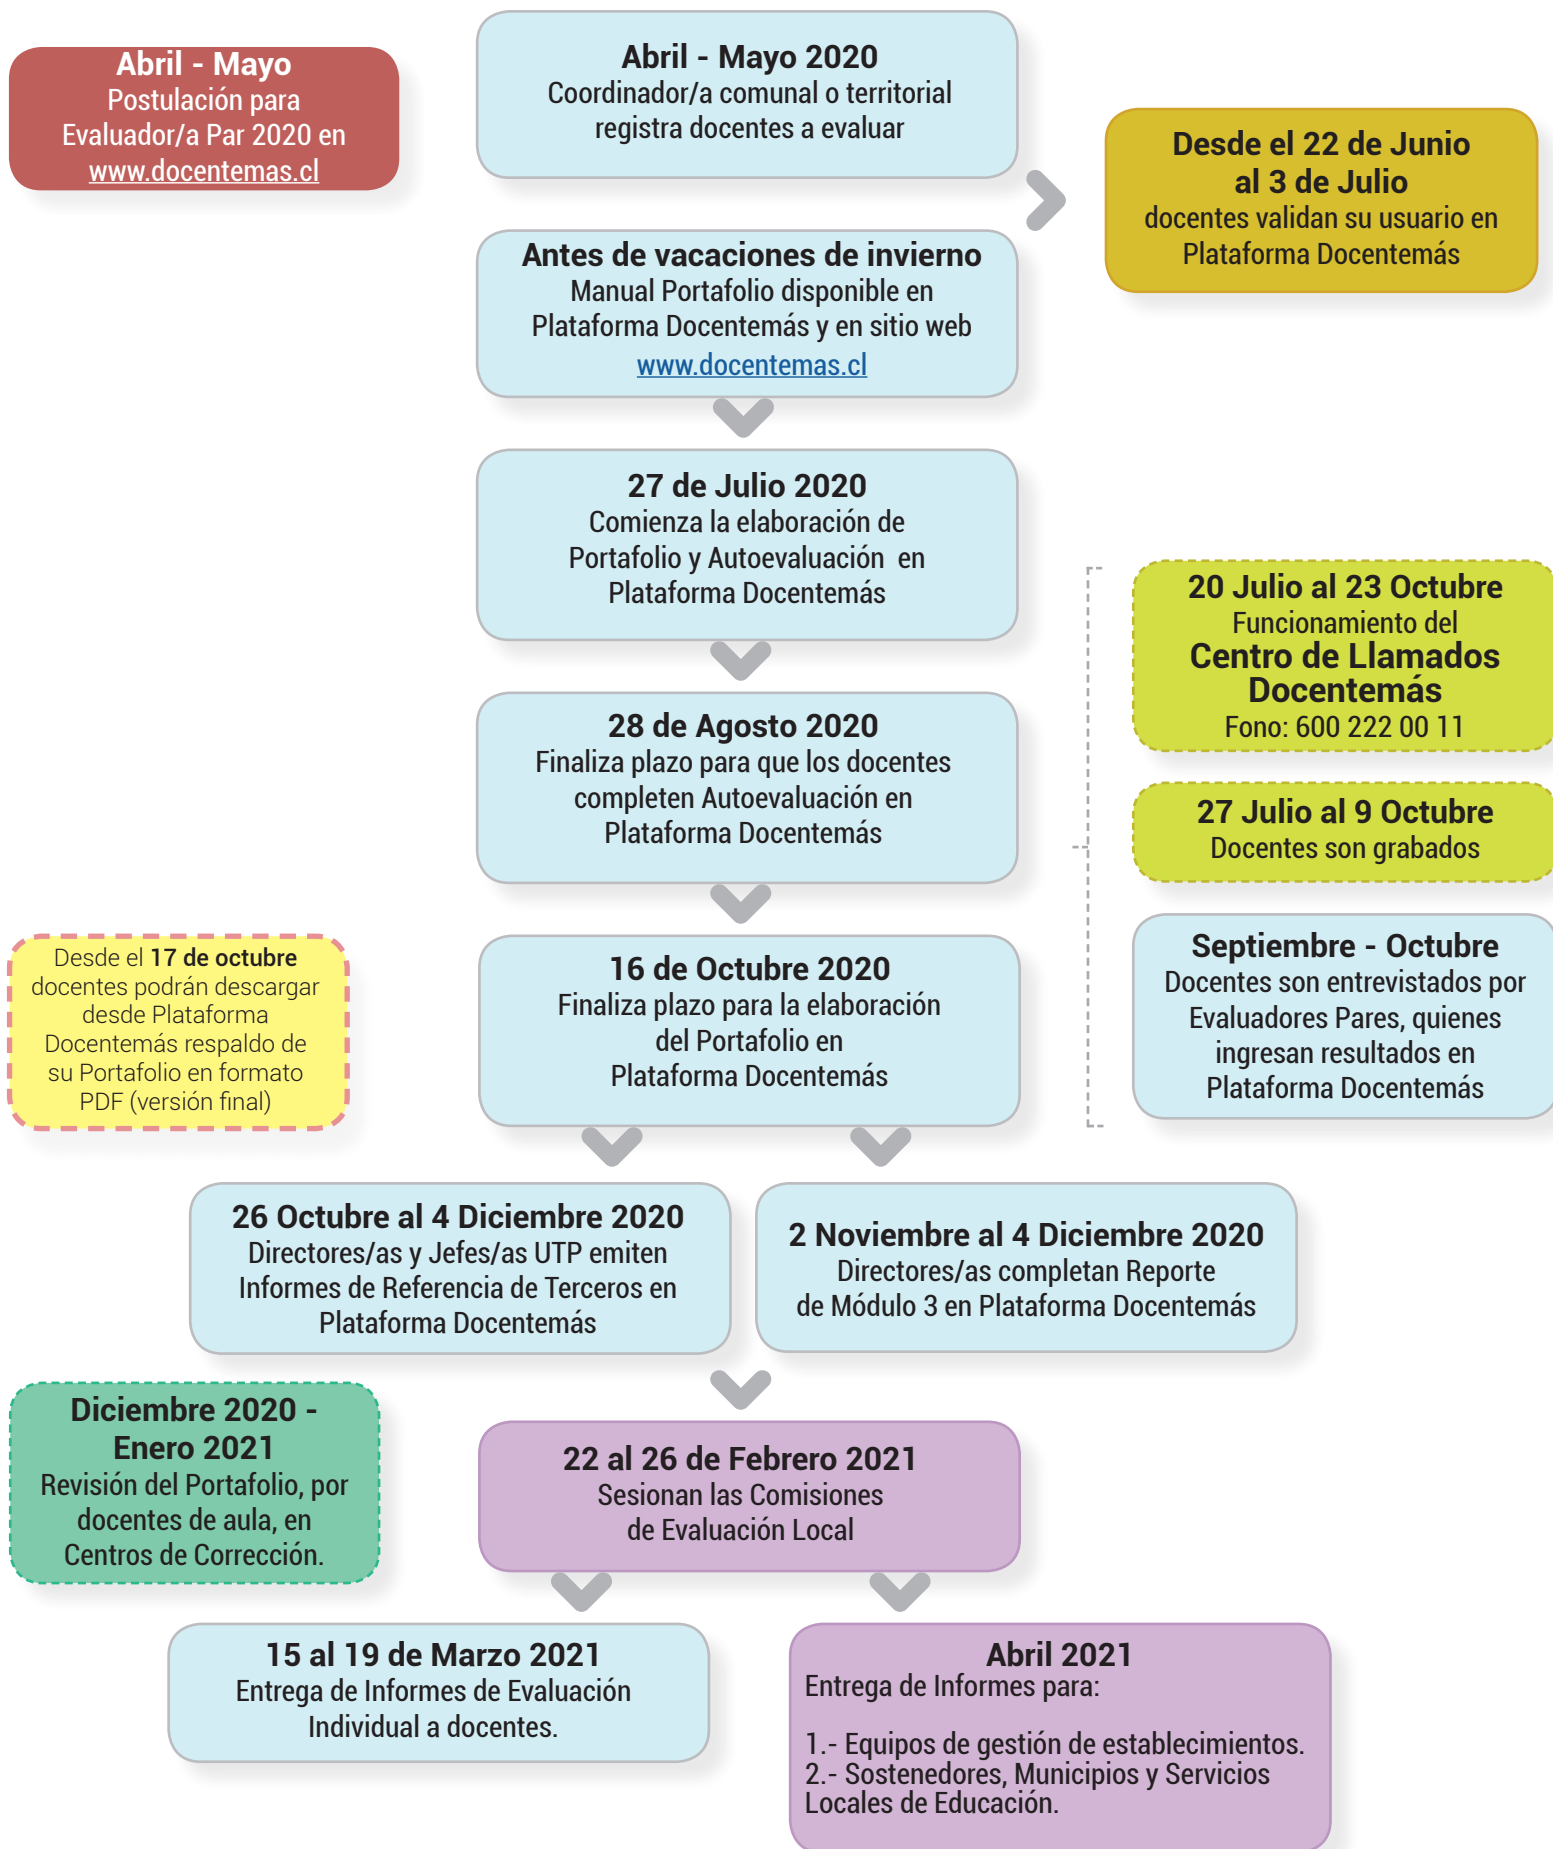 Abril - Mayo
Postulación para
Evaluador/a Par 2020 en
www.docentemas.cl
Abril - Mayo 2020
Coordinador/a comunal o territorial
registra docentes a evaluar
Desde el 22 de Junio
al 3 de Julio
docentes validan su usuario en
Plataforma Docentemás
Antes de vacaciones de invierno
Manual Portafolio disponible en
Plataforma Docentemás y en sitio web
www.docentemas.cl
27 de Julio 2020
Comienza la elaboración de
Portafolio y Autoevaluación en
Plataforma Docentemás
28 de Agosto 2020
Finaliza plazo para que los docentes
completen Autoevaluación en
Plataforma Docentemás
20 Julio al 23 Octubre
Funcionamiento del
Centro de Llamados
Docentemás
Fono: 600 222 00 11
27 Julio al 9 Octubre
Docentes son grabados
Septiembre - Octubre
Docentes son entrevistados por
Evaluadores Pares, quienes
ingresan resultados en
Plataforma Docentemás
Desde el 17 de octubre
docentes podrán descargar
desde Plataforma
Docentemás respaldo de
su Portafolio en formato
PDF (versión final)
16 de Octubre 2020
Finaliza plazo para la elaboración
del Portafolio en
Plataforma Docentemás
26 Octubre al 4 Diciembre 2020
Directores/as y Jefes/as UTP emiten
Informes de Referencia de Terceros en
Plataforma Docentemás
2 Noviembre al 4 Diciembre 2020
Directores/as completan Reporte
de Módulo 3 en Plataforma Docentemás
Diciembre 2020 -
Enero 2021
Revisión del Portafolio, por
docentes de aula, en
Centros de Corrección.
22 al 26 de Febrero 2021
Sesionan las Comisiones
de Evaluación Local
15 al 19 de Marzo 2021
Entrega de Informes de Evaluación
Individual a docentes.
Abril 2021
Entrega de Informes para:
1.- Equipos de gestión de establecimientos.
2.- Sostenedores, Municipios y Servicios
Locales de Educación.